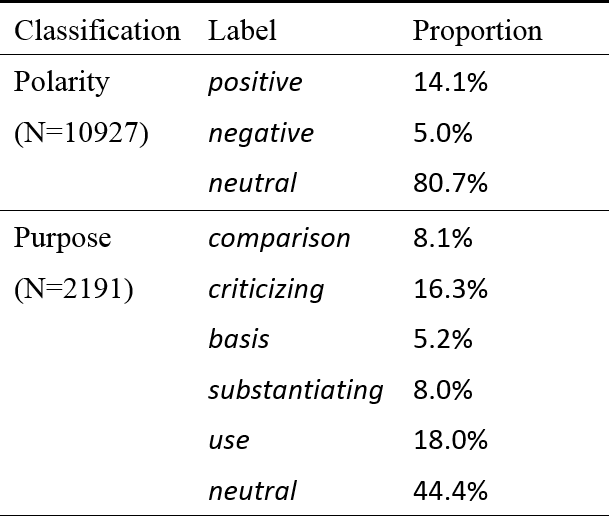 Classification Label Proportion
Polarity positive 14.1%
(N=10927) negative 5.0%
neutral 80.7%
Purpose comparison 8.1%
(N=2191) criticizing 16.3%
basis 5.2%
substantiating 8.0%
use 18.0%
neutral 44.4%